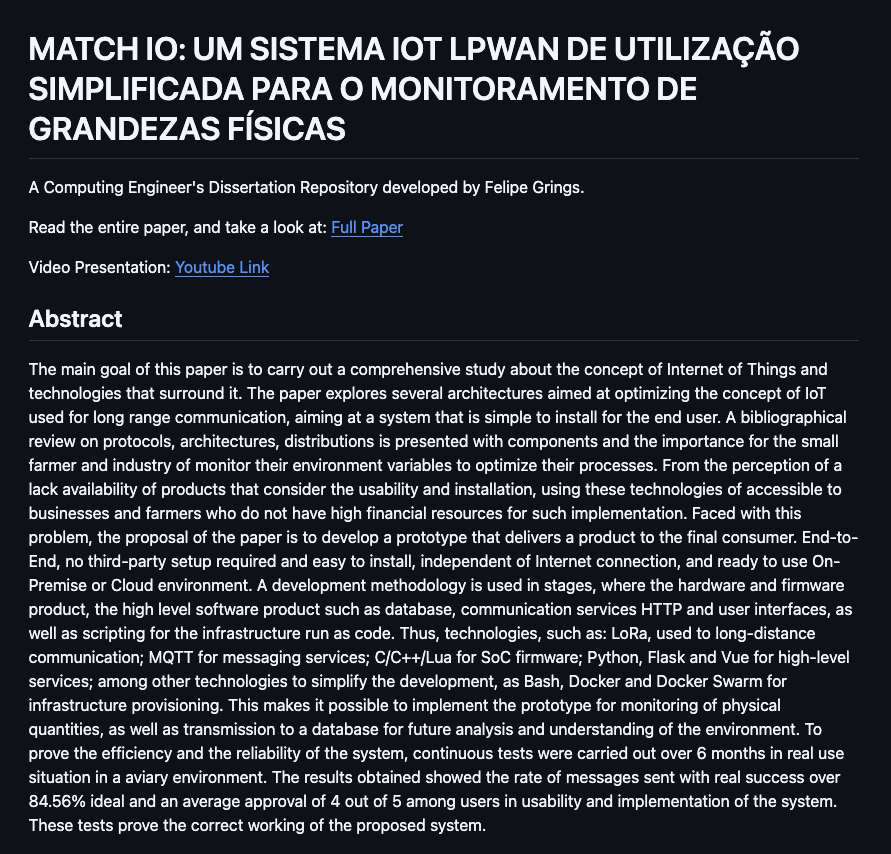 MATCH IO: UM SISTEMA IOT LPWAN DE UTILIZAÇÃO
SIMPLIFICADA PARA O MONITORAMENTO DE
GRANDEZAS FÍSICAS
A Computing Engineer's Dissertation Repository developed by Felipe Grings.
Read the entire paper, and take a look at: Full Paper
Video Presentation: Youtube Link
Abstract
The main goal of this paper is to carry out a comprehensive study about the concept of Internet of Things and
technologies that surround it. The paper explores several architectures aimed at optimizing the concept of IoT
used for long range communication, aiming at a system that is simple to install for the end user. A bibliographical
review on protocols, architectures, distributions is presented with components and the importance for the small
farmer and industry of monitor their environment variables to optimize their processes. From the perception of a
lack availability of products that consider the usability and installation, using these technologies of accessible to
businesses and farmers who do not have high financial resources for such implementation. Faced with this
problem, the proposal of the paper is to develop a prototype that delivers a product to the final consumer. End-to-
End, no third-party setup required and easy to install, independent of Internet connection, and ready to use On-
Premise or Cloud environment. A development methodology is used in stages, where the hardware and firmware
product, the high level software product such as database, communication services HTTP and user interfaces, as
well as scripting for the infrastructure run as code. Thus, technologies, such as: LoRa, used to long-distance
communication; MQTT for messaging services; C/C++/Lua for SoC firmware; Python, Flask and Vue for high-level
services; among other technologies to simplify the development, as Bash, Docker and Docker Swarm for
infrastructure provisioning. This makes it possible to implement the prototype for monitoring of physical
quantities, as well as transmission to a database for future analysis and understanding of the environment. To
prove the efficiency and the reliability of the system, continuous tests were carried out over 6 months in real use
situation in a aviary environment. The results obtained showed the rate of messages sent with real success over
84.56% ideal and an average approval of 4 out of 5 among users in usability and implementation of the system.
These tests prove the correct working of the proposed system.